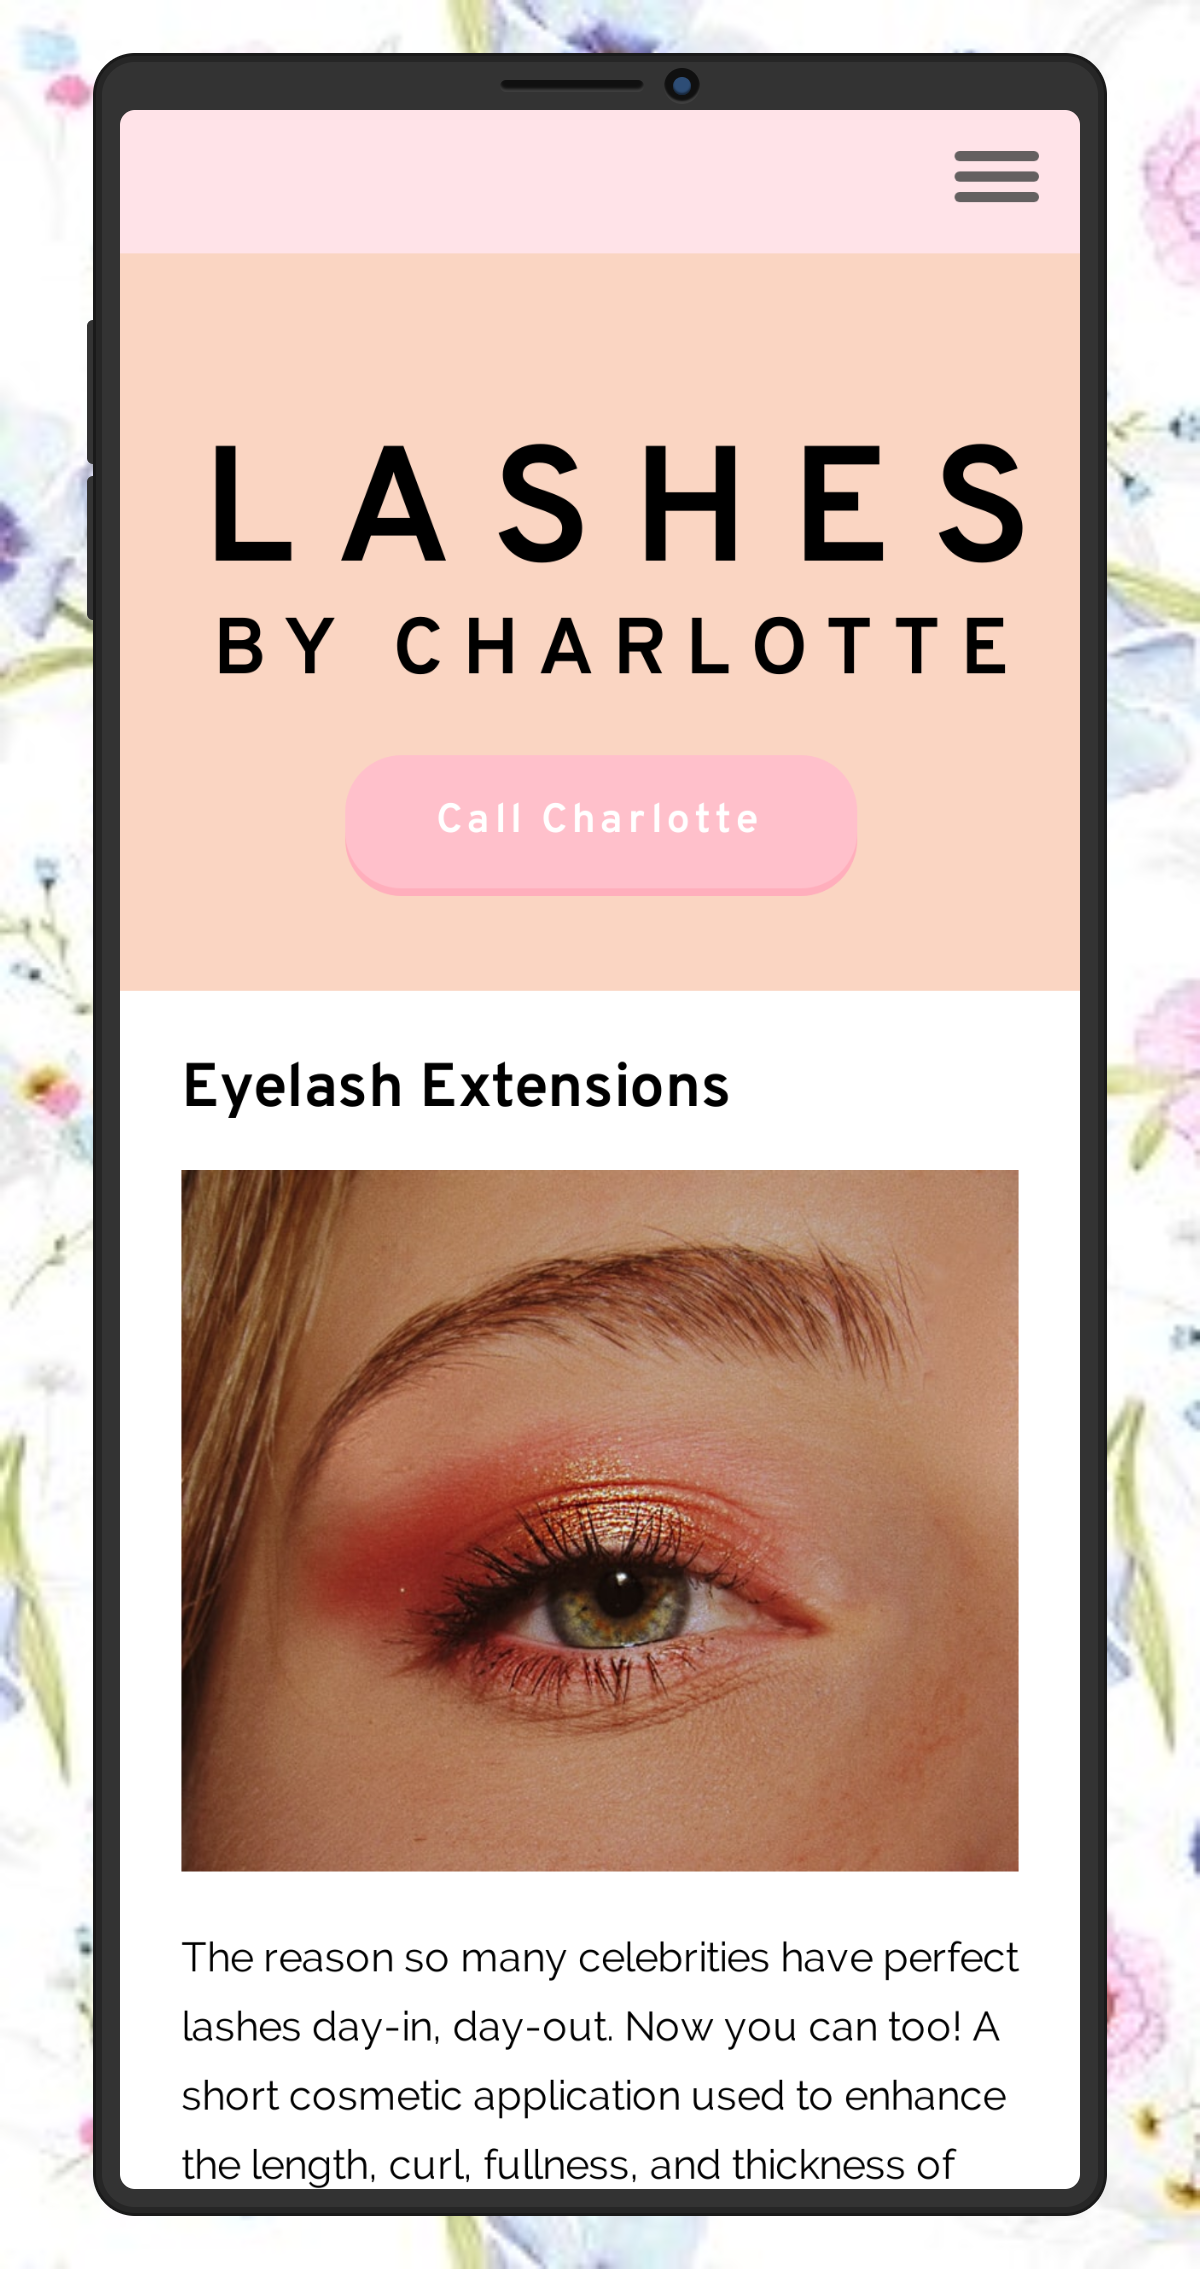 LASHES
BY CHARLOTTE
Call Charlotte
Eyelash Extensions
The reason so many celebrities have perfect
lashes day-in, day-out. Now you can too! A
short cosmetic application used to enhance
the length, curl, fullness, and thickness of